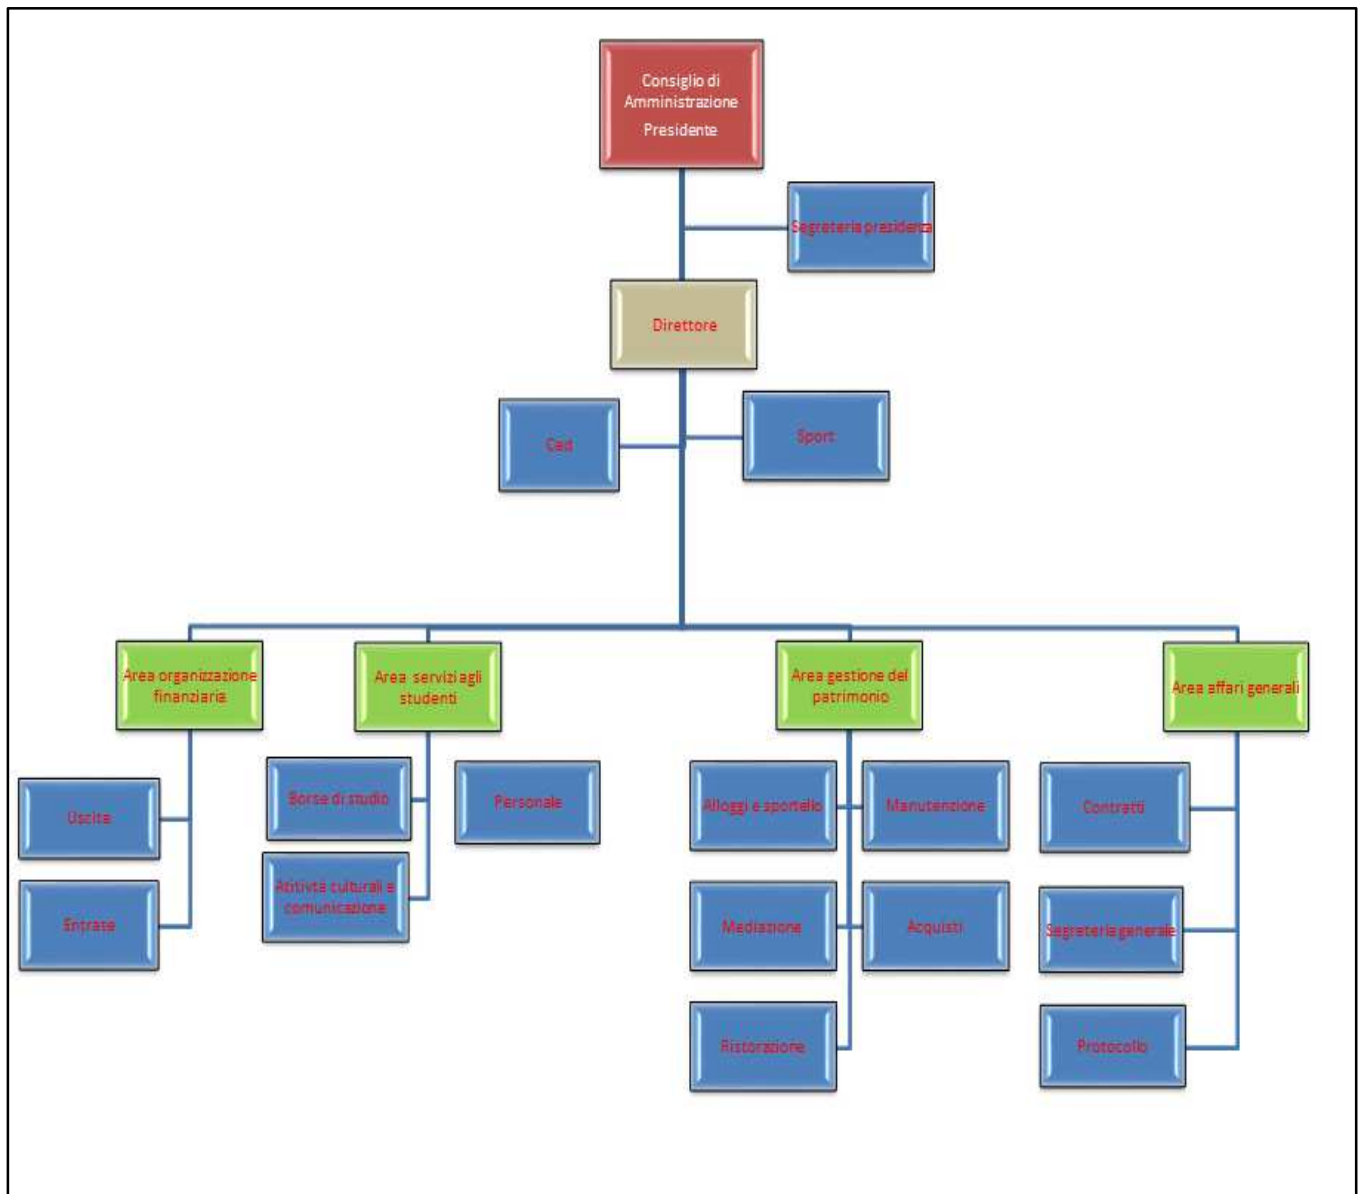 Consiglio di
Amministrazione
Presidente
Segreteria presidenza
Direttore
Ced
Sport
Area organizzazione
finanziaria
Area servizi agli
studenti
Area gestione del
patrimonio
Area affari generali
Uscite
Entrate
Borse di studio
Attività culturali e
comunicazione
Personale
Alloggi e sportello
Manutenzione
Mediazione
Acquisti
Ristorazione
Contratti
Segreteria generale
Protocollo